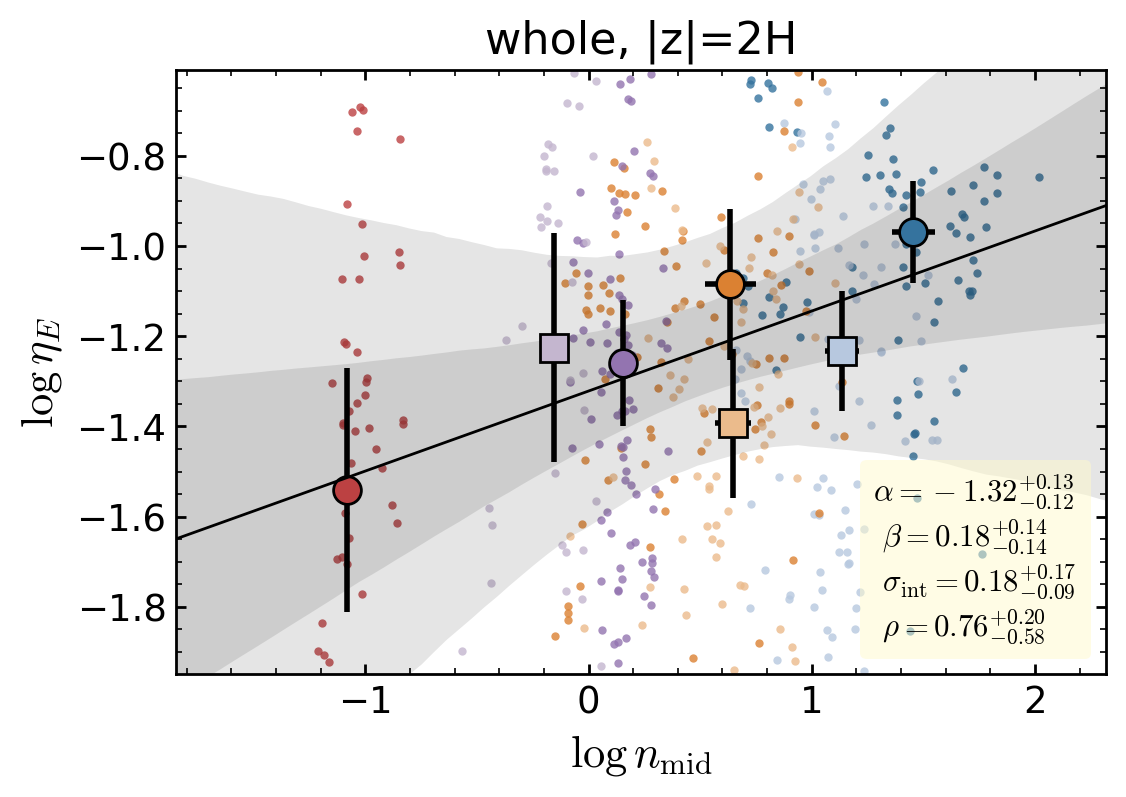 whole, |z|=2H
log η_E
−0.8
−1.0
−1.2
−1.4
−1.6
−1.8
α = − 1.32^{+0.13}_{−0.12}
β = 0.18^{+0.14}_{−0.14}
σ_int = 0.18^{+0.17}_{−0.09}
ρ = 0.76^{+0.20}_{−0.58}
−1
0
1
2
log n_mid